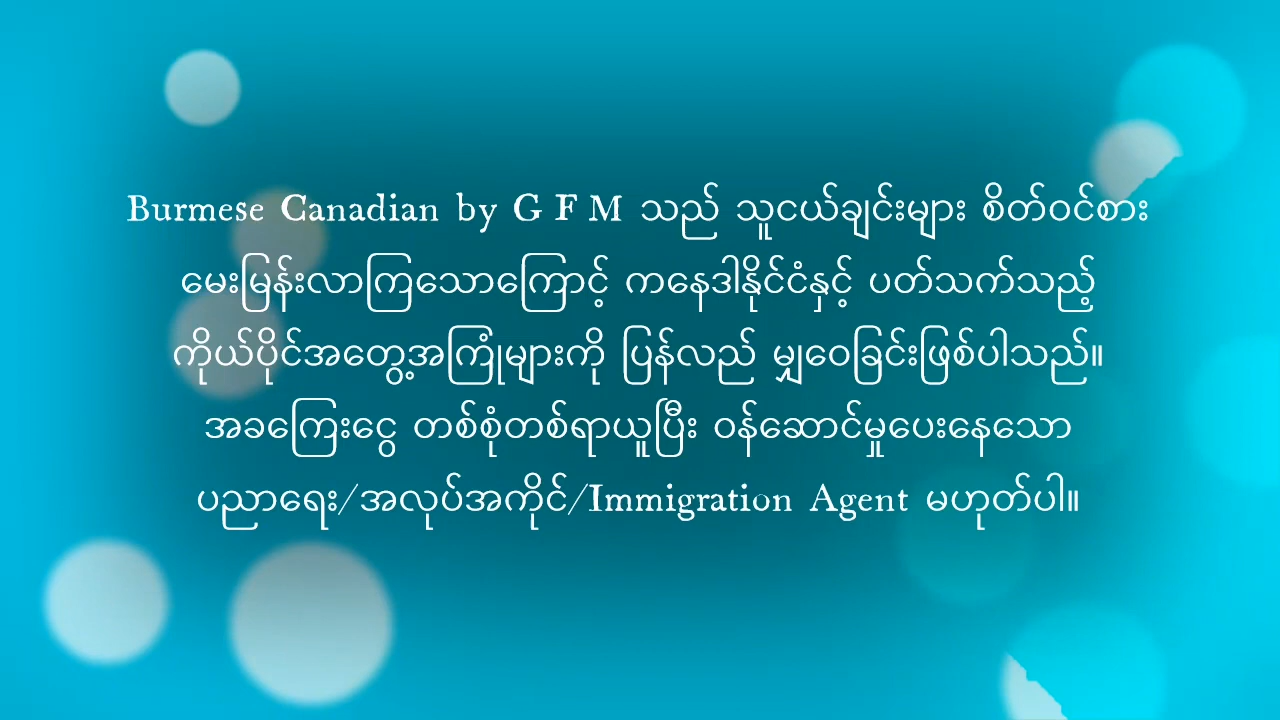 Burmese Canadian by G F M သည် သူငယ်ချင်းများ စိတ်ဝင်စား
မေးမြန်းလာကြသောကြောင့် ကနေဒါနိုင်ငံနှင့် ပတ်သက်သည့်
ကိုယ်ပိုင်အတွေ့အကြုံများကို ပြန်လည် မျှဝေခြင်းဖြစ်ပါသည်။
အခကြေးငွေ တစ်စုံတစ်ရာယူပြီး ဝန်ဆောင်မှုပေးနေသော
ပညာရေး/အလုပ်အကိုင်/Immigration Agent မဟုတ်ပါ။